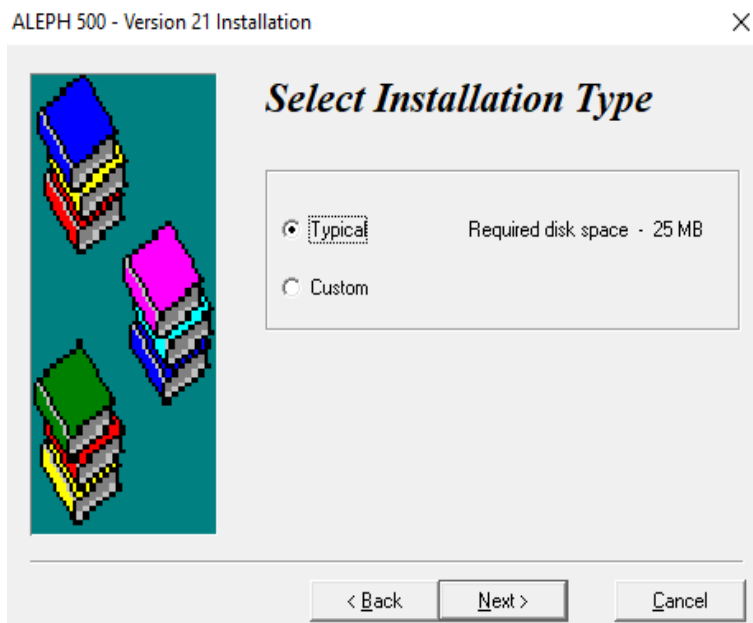 ALEPH 500 - Version 21 Installation
Select Installation Type
Typical Required disk space - 25 MB
Custom
< Back Next > Cancel